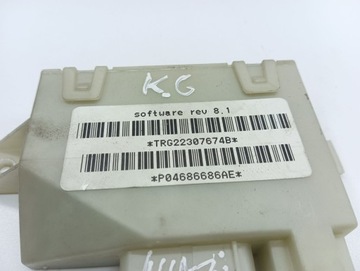 K.G
software rev 8.1
*TRG22307674B*
*P04686686AE*